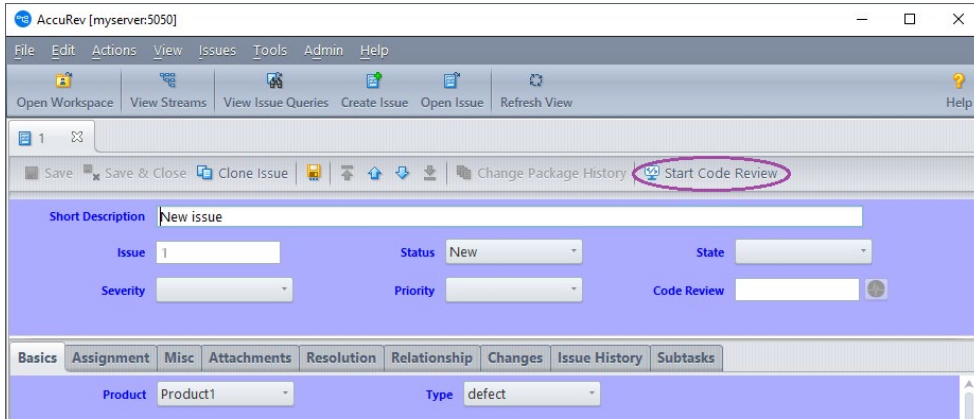 AccuRev [myserver:5050]
File Edit Actions View Issues Tools Admin Help
Open Workspace View Streams View Issue Queries Create Issue Open Issue Refresh View Help
1
Save Save & Close Clone Issue Change Package History Start Code Review
Short Description New issue
Issue 1 Status New State
Severity Priority Code Review
Basics Assignment Misc Attachments Resolution Relationship Changes Issue History Subtasks
Product Product1 Type defect